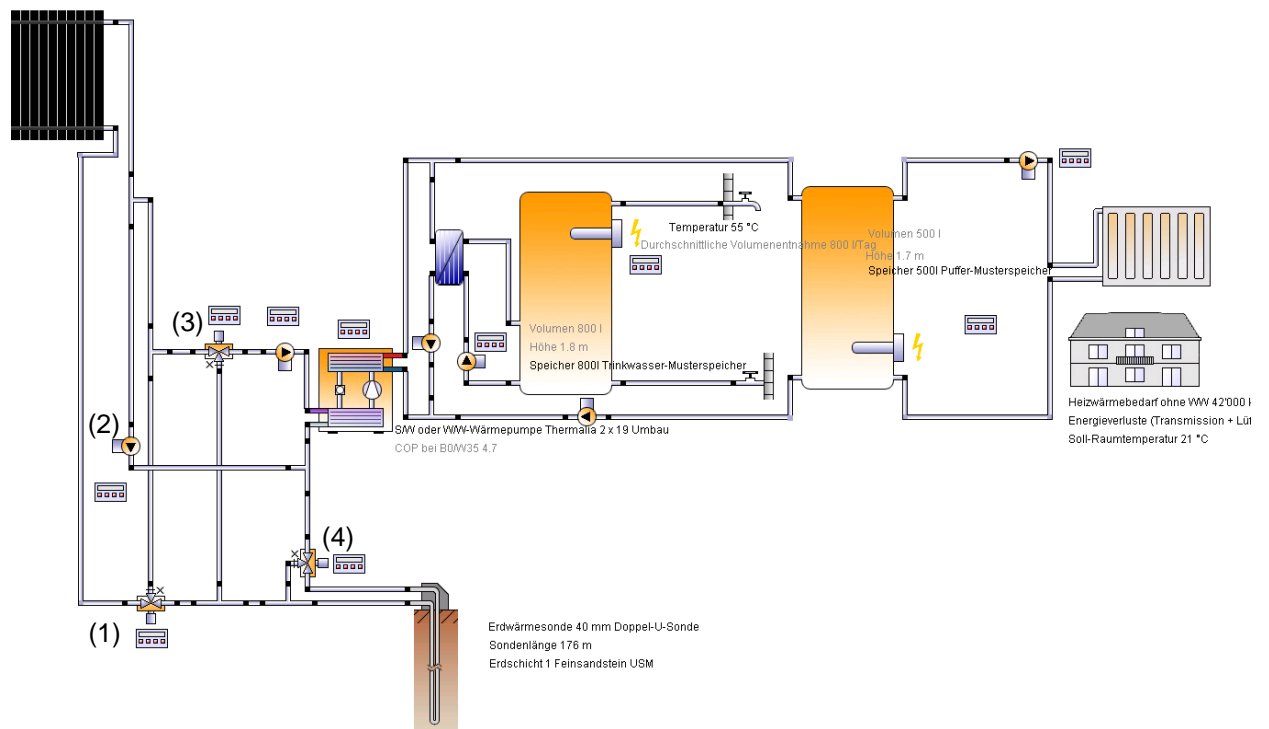 Temperatur 55 °C
Durchschnittliche Volumenentnahme 800 l/Tag
Volumen 500 l
Höhe 1.7 m
Speicher 500l Puffer-Musterspeicher
(3)
Volumen 800 l
Höhe 1.8 m
Speicher 800l Trinkwasser-Musterspeicher
Heizwärmebedarf ohne WW 42'000
Energieverluste (Transmission + Lüf
Soll-Raumtemperatur 21 °C
(2)
S/W oder W/W-Wärmepumpe Thermalia 2 x 19 Umbau
COP bei B0/W35 4.7
(4)
(1)
Erdwärmesonde 40 mm Doppel-U-Sonde
Sondenlänge 176 m
Erdschicht 1 Feinsandstein USM